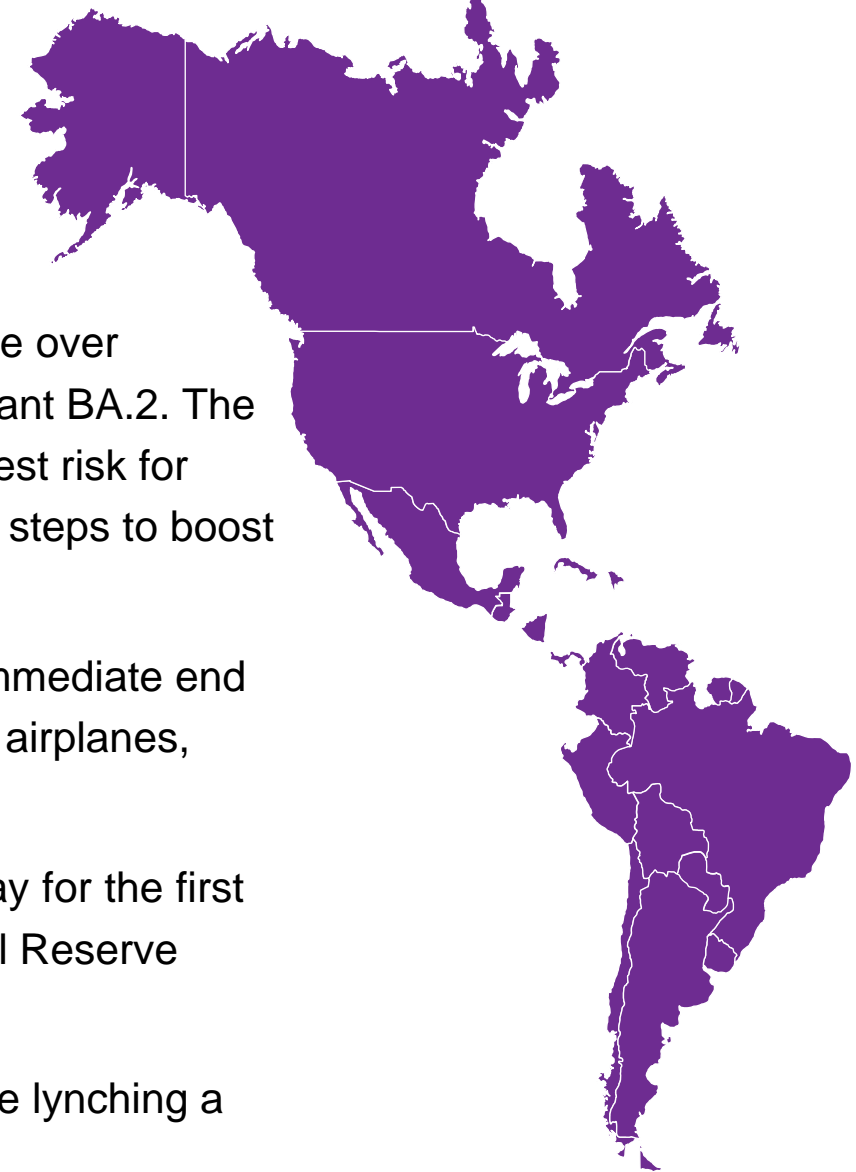 e over
ant BA.2. The
est risk for
steps to boost
nmediate end
airplanes,
ay for the first
l Reserve
e lynching a